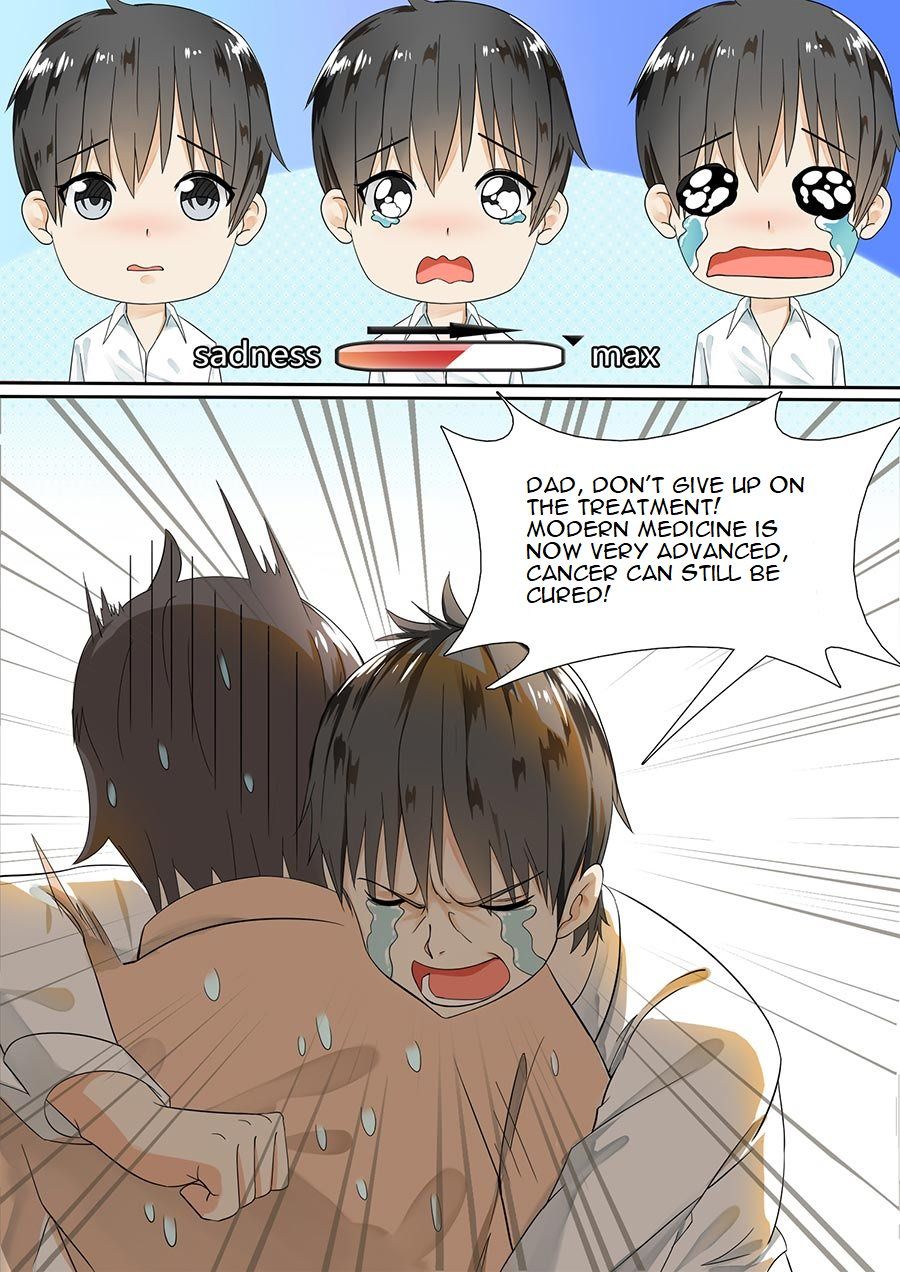 sadness max
DAD, DON'T GIVE UP ON
THE TREATMENT!
MODERN MEDICINE IS
NOW VERY ADVANCED,
CANCER CAN STILL BE
CURED!